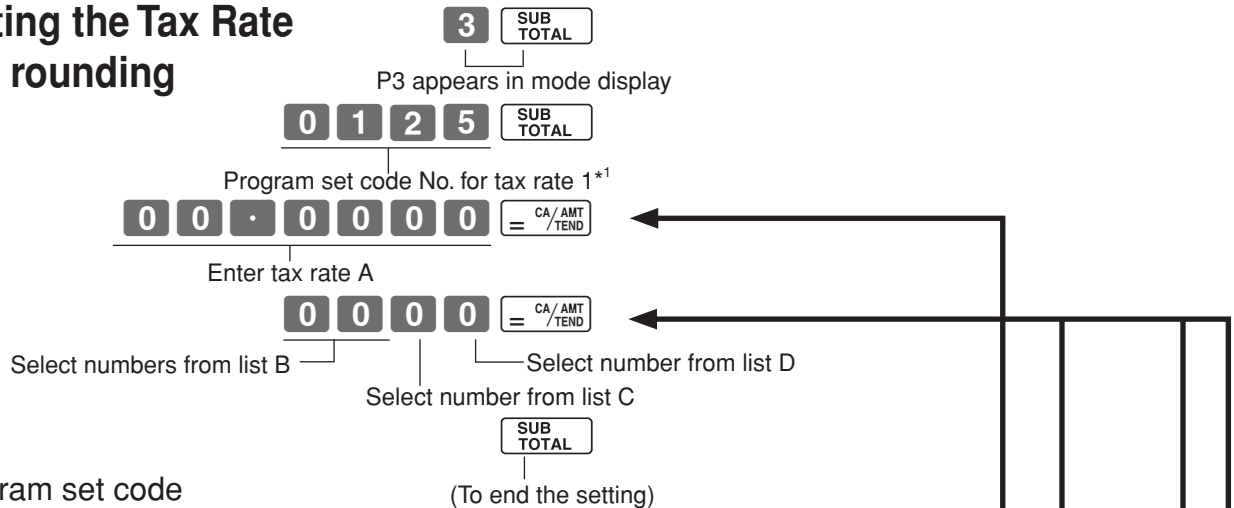 ting the Tax Rate
rounding
3 SUB TOTAL
P3 appears in mode display
0 1 2 5 SUB TOTAL
Program set code No. for tax rate 1*1
0 0 · 0 0 0 0 = CA/AMT/TEND
Enter tax rate A
0 0 0 0 = CA/AMT/TEND
Select numbers from list B
Select number from list D
Select number from list C
SUB TOTAL
ram set code
(To end the setting)